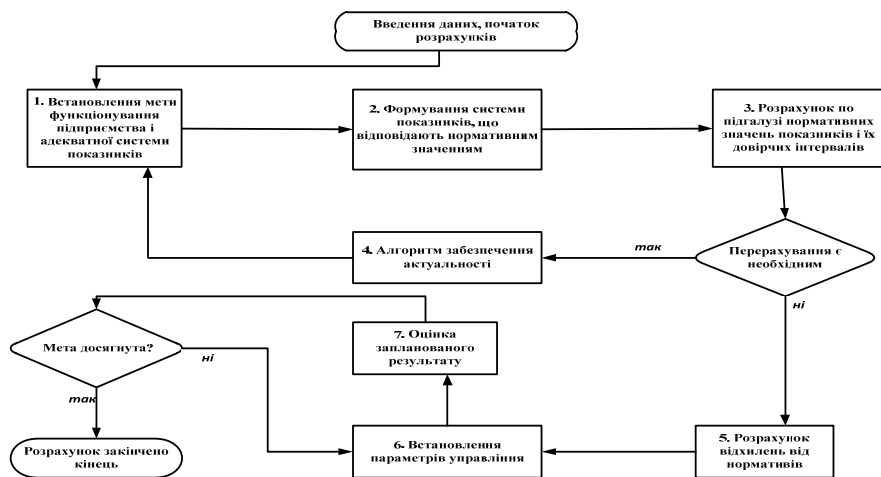 Введення даних, початок
розрахунків
1. Встановлення мети
функціонування
підприємства і
адекватної системи
показників
2. Формування системи
показників, що
відповідають нормативним
значенням
3. Розрахунок по
підгалузі нормативних
значень показників і їх
довірчих інтервалів
4. Алгоритм забезпечення
актуальності
так
Перерахування є
необхідним
ні
7. Оцінка
запланованого
результату
Мета досягнута?
ні
так
Розрахунок закінчено
кінець
6. Встановлення
параметрів управління
5. Розрахунок
відхилень від
нормативів